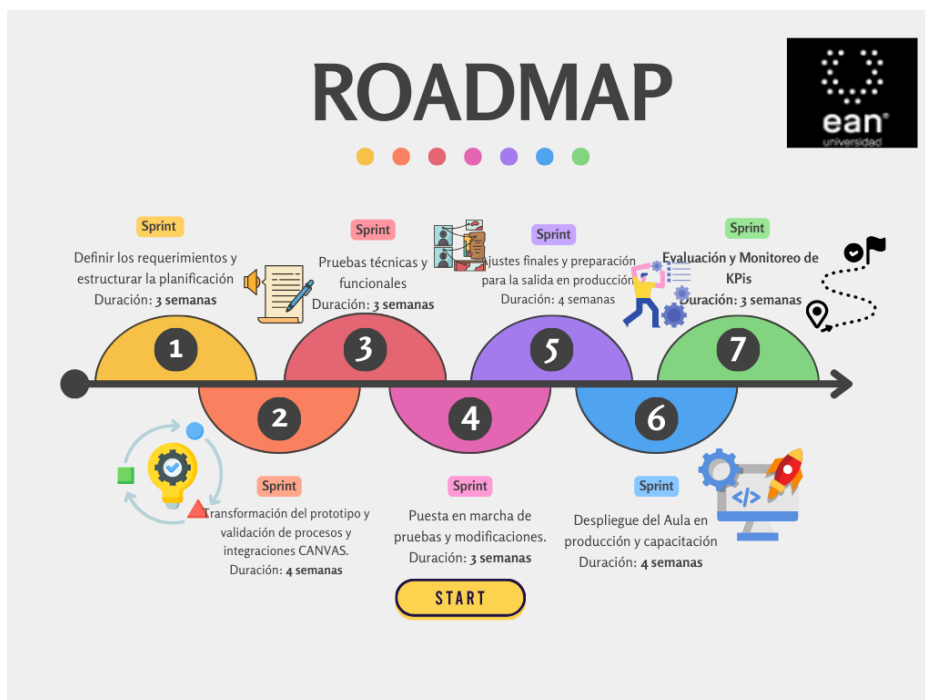 ROADMAP
ean®
universidad
Sprint
Definir los requerimientos y
estructurar la planificación
Duración: 3 semanas
Sprint
Pruebas técnicas y
funcionales
Duración: 3 semanas
Sprint
Ajustes finales y preparación
para la salida en producción
Duración: 4 semanas
Sprint
Evaluación y Monitoreo de
KPis
Duración: 3 semanas
1
3
5
7
2
4
6
Sprint
Transformación del prototipo y
validación de procesos y
integraciones CANVAS.
Duración: 4 semanas
Sprint
Puesta en marcha de
pruebas y modificaciones.
Duración: 3 semanas
Sprint
Despliegue del Aula en
producción y capacitación
Duración: 4 semanas
</>
START